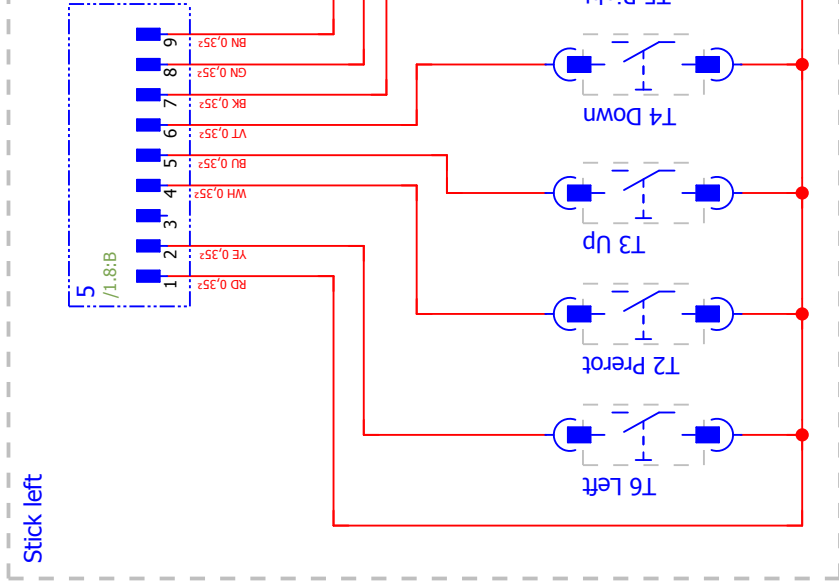 T5 Right
9
BN 0,35²
8
GN 0,35²
7
BK 0,35²
6
VT 0,35²
T4 Down
5
BU 0,35²
4
WH 0,35²
3
T3 Up
2
YE 0,35²
1
RD 0,35²
5
/1.8:B
T2 Prerot
T6 Left
Stick left